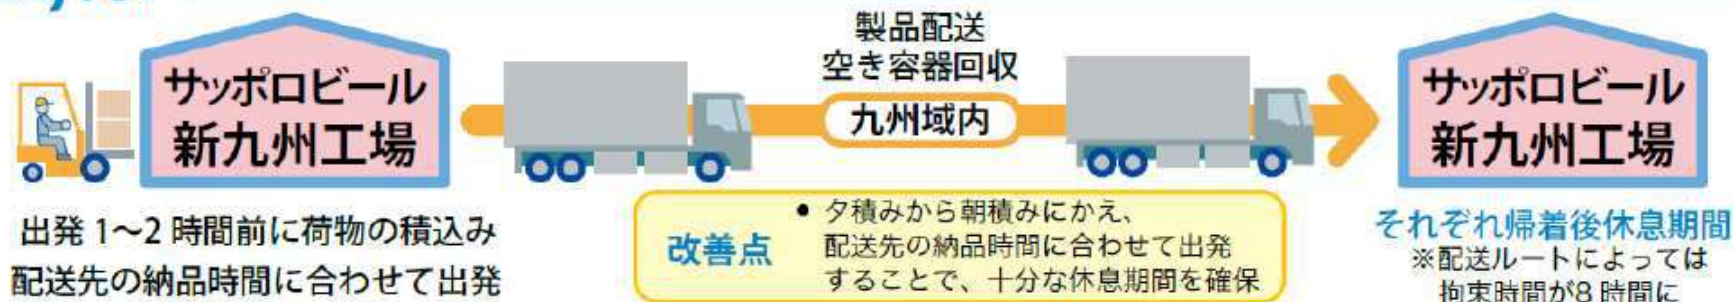 サッポロビール
新九州工場
製品配送
空き容器回収
九州域内
サッポロビール
新九州工場
出発 1〜2 時間前に荷物の積込み
配送先の納品時間に合わせて出発
改善点
● 夕積みから朝積みにかえ、
配送先の納品時間に合わせて出発
することで、十分な休息期間を確保
それぞれ帰着後休息期間
※配送ルートによっては
拘束時間が8 時間に